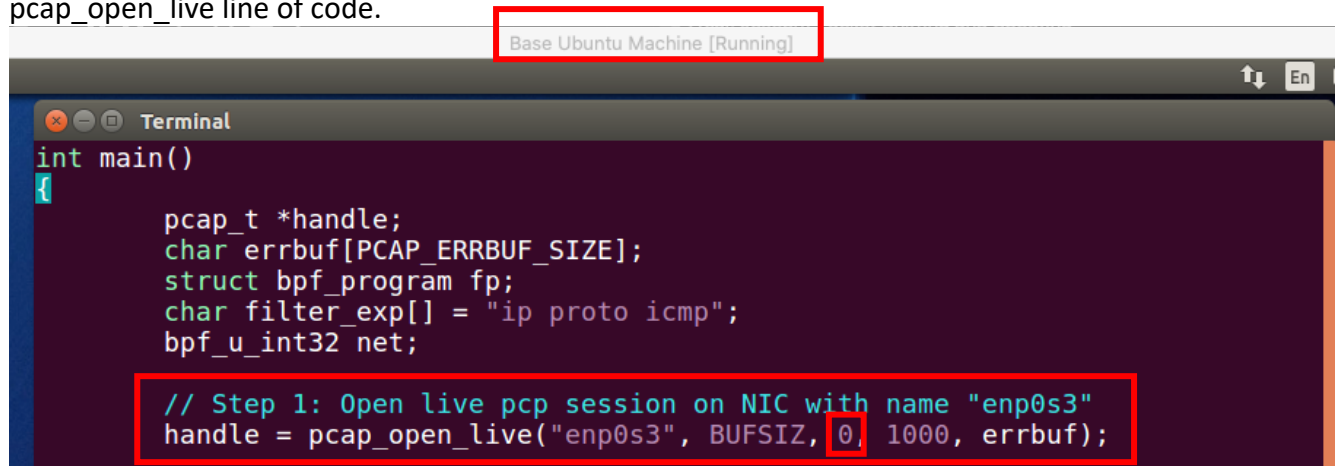 pcap_open_live line of code.
Base Ubuntu Machine [Running]
En
Terminal
int main()
{
pcap_t *handle;
char errbuf[PCAP_ERRBUF_SIZE];
struct bpf_program fp;
char filter_exp[] = "ip proto icmp";
bpf_u_int32 net;
// Step 1: Open live pcp session on NIC with name "enp0s3"
handle = pcap_open_live("enp0s3", BUFSIZ, 0, 1000, errbuf);